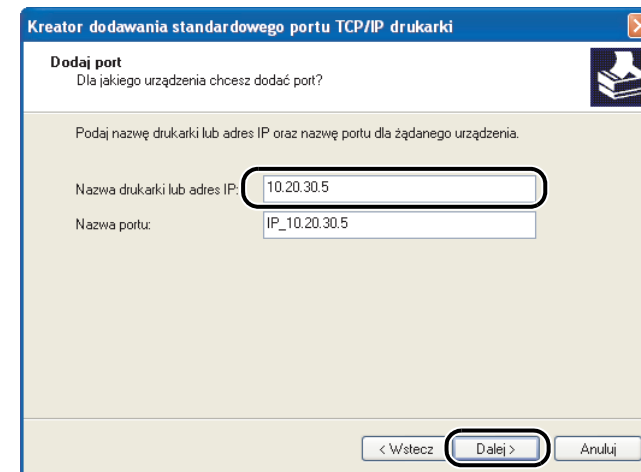 Kreator dodawania standardowego portu TCP/IP drukarki
Dodaj port
Dla jakiego urządzenia chcesz dodać port?
Podaj nazwę drukarki lub adres IP oraz nazwę portu dla żądanego urządzenia.
Nazwa drukarki lub adres IP: 10.20.30.5
Nazwa portu: IP_10.20.30.5
< Wstecz Dalej > Anuluj